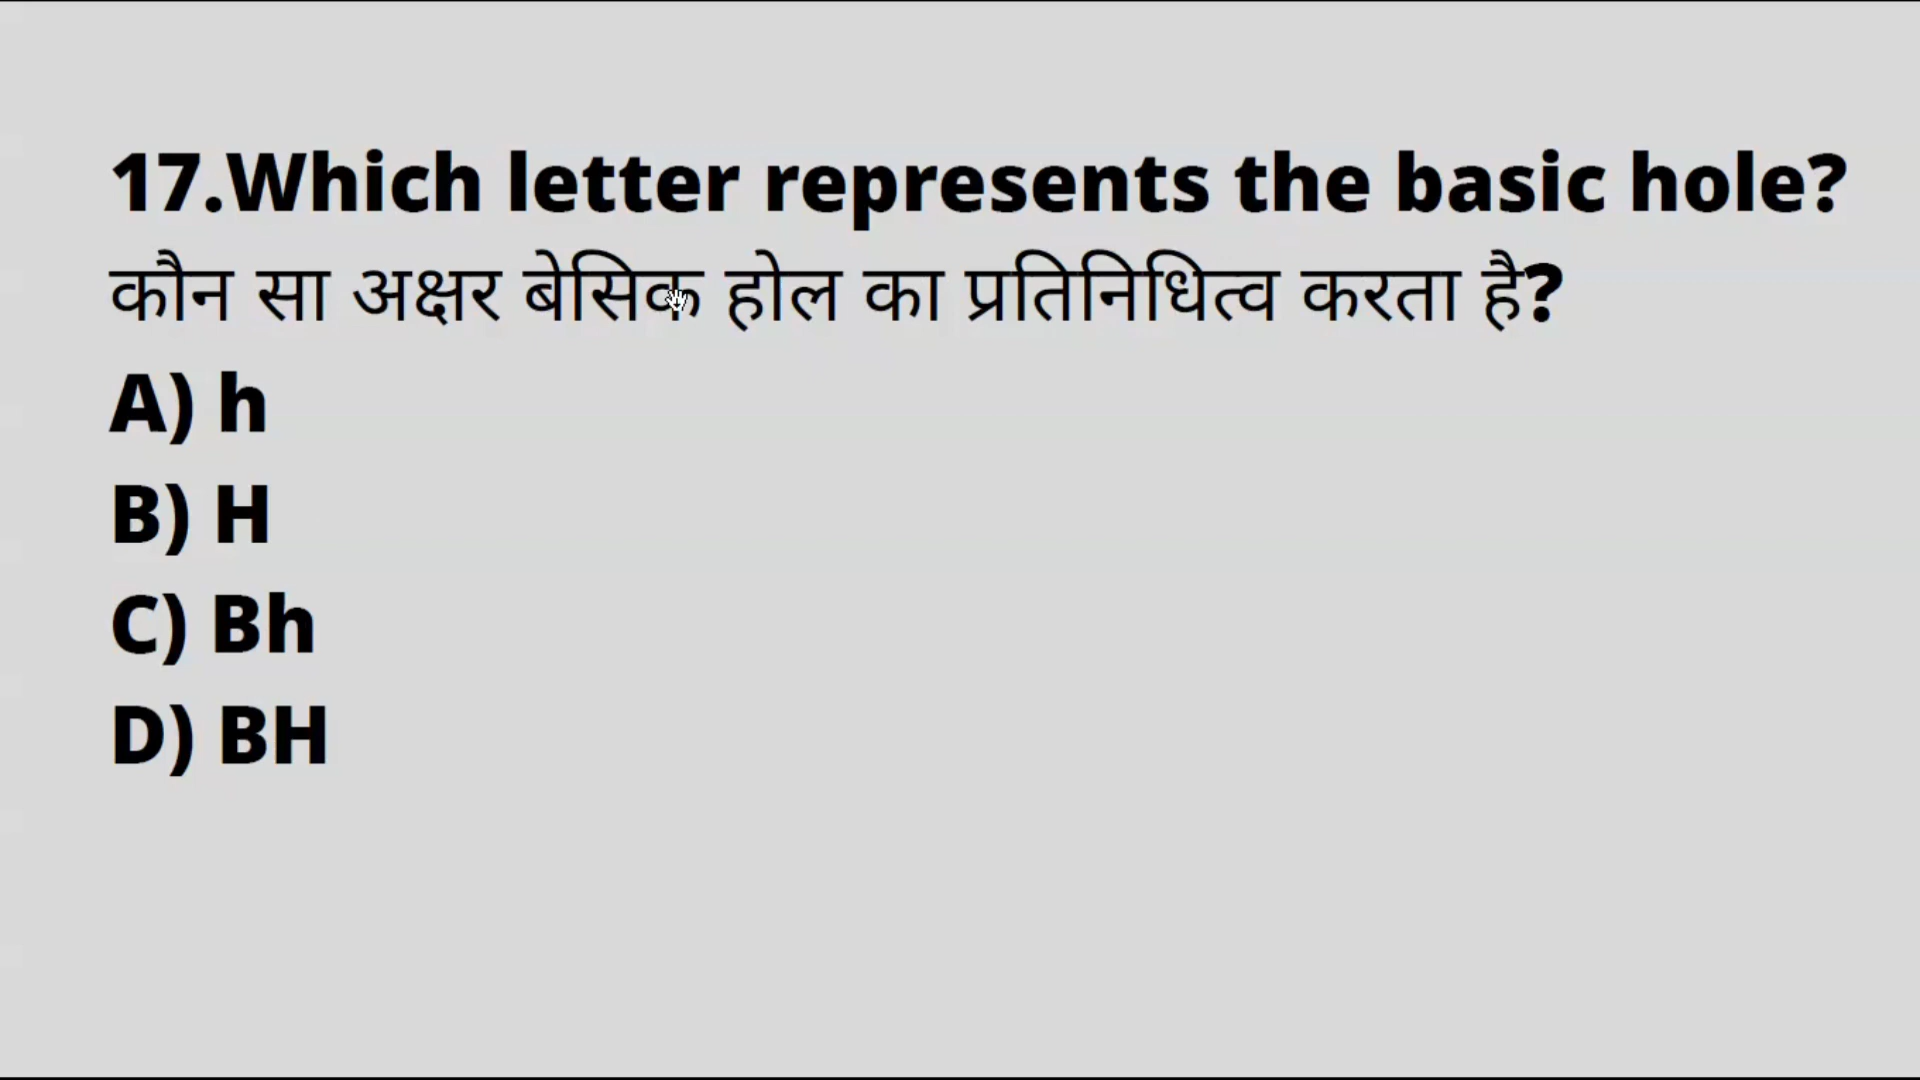 17.Which letter represents the basic hole?
कौन सा अक्षर बेसिक होल का प्रतिनिधित्व करता है?
A) h
B) H
C) Bh
D) BH